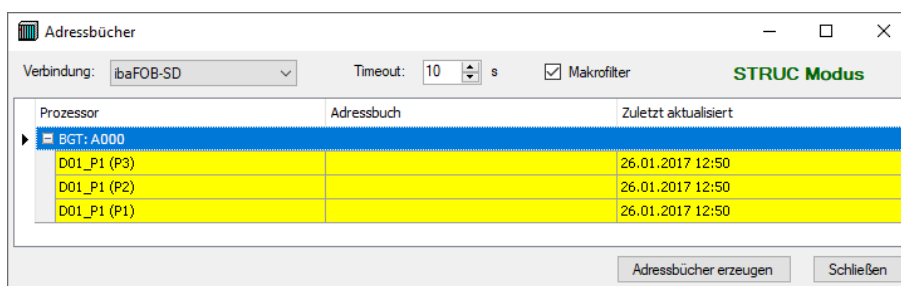 Adressbücher
Verbindung: ibaFOB-SD Timeout: 10 s Makrofilter STRUC Modus
Prozessor Adressbuch Zuletzt aktualisiert
BGT: A000
D01_P1 (P3) 26.01.2017 12:50
D01_P1 (P2) 26.01.2017 12:50
D01_P1 (P1) 26.01.2017 12:50
Adressbücher erzeugen Schließen